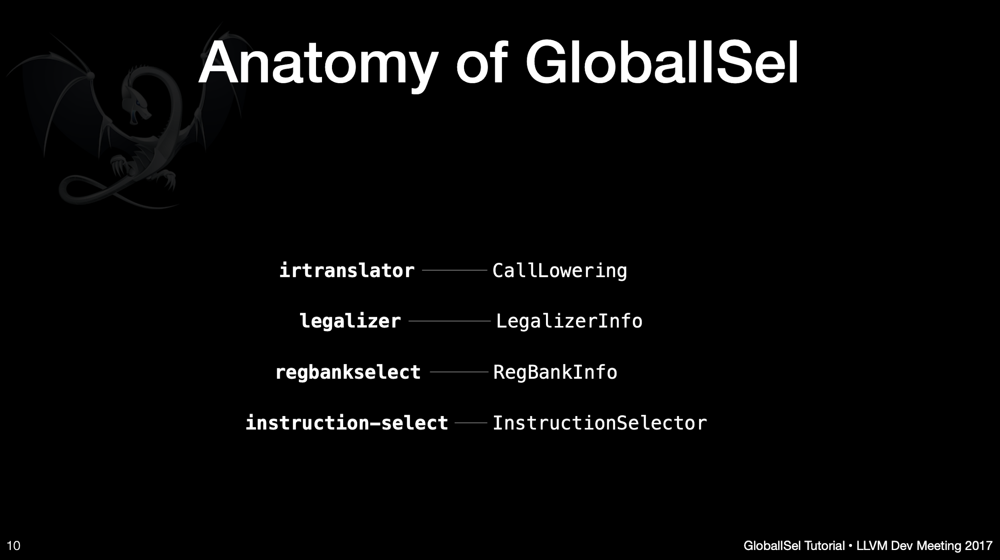 Anatomy of GlobalISel
irtranslator CallLowering
legalizer LegalizerInfo
regbankselect RegBankInfo
instruction-select InstructionSelector
10
GlobalISel Tutorial • LLVM Dev Meeting 2017